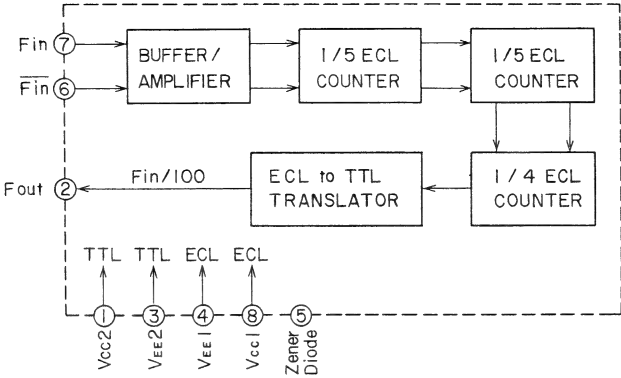 Fin 7
BUFFER/
AMPLIFIER
1/5 ECL
COUNTER
1/5 ECL
COUNTER
Fin 6
Fout 2
Fin/100
ECL to TTL
TRANSLATOR
1/4 ECL
COUNTER
TTL TTL ECL ECL
1 3 4 8 5
Vcc2
VEE2
VEE1
Vcc1
Zener
Diode